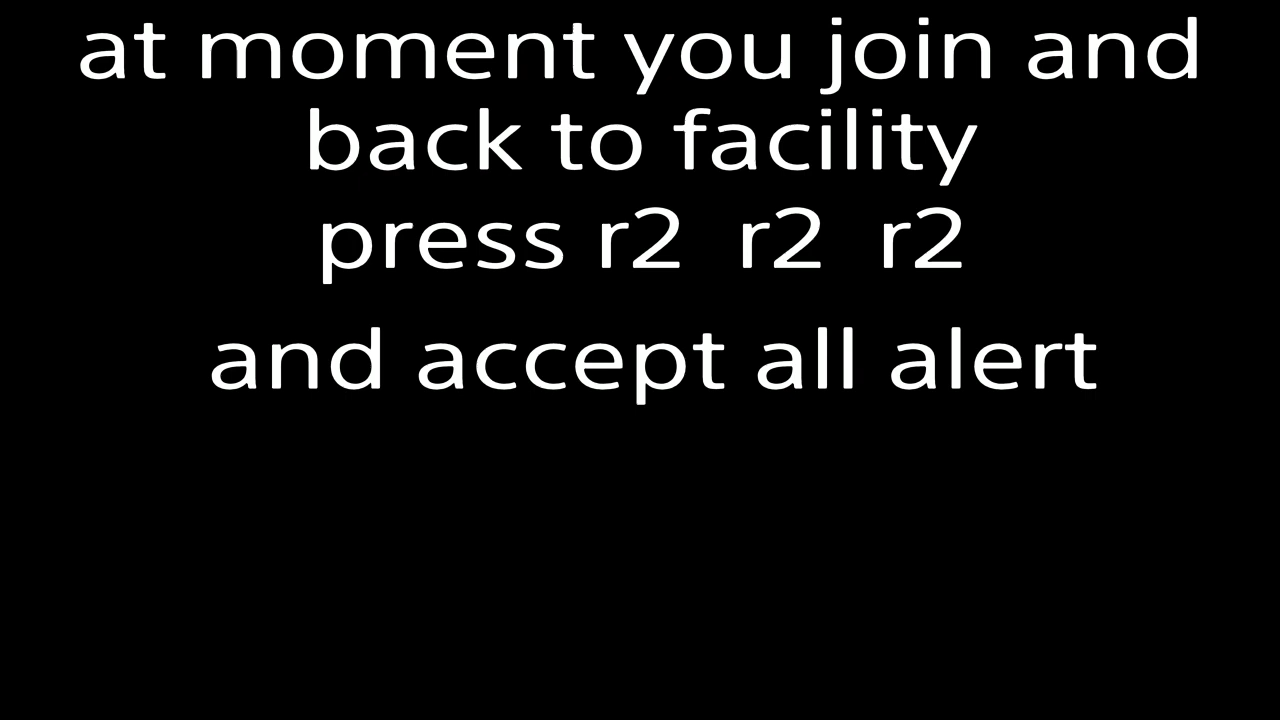 at moment you join and
back to facility
press r2 r2 r2
and accept all alert